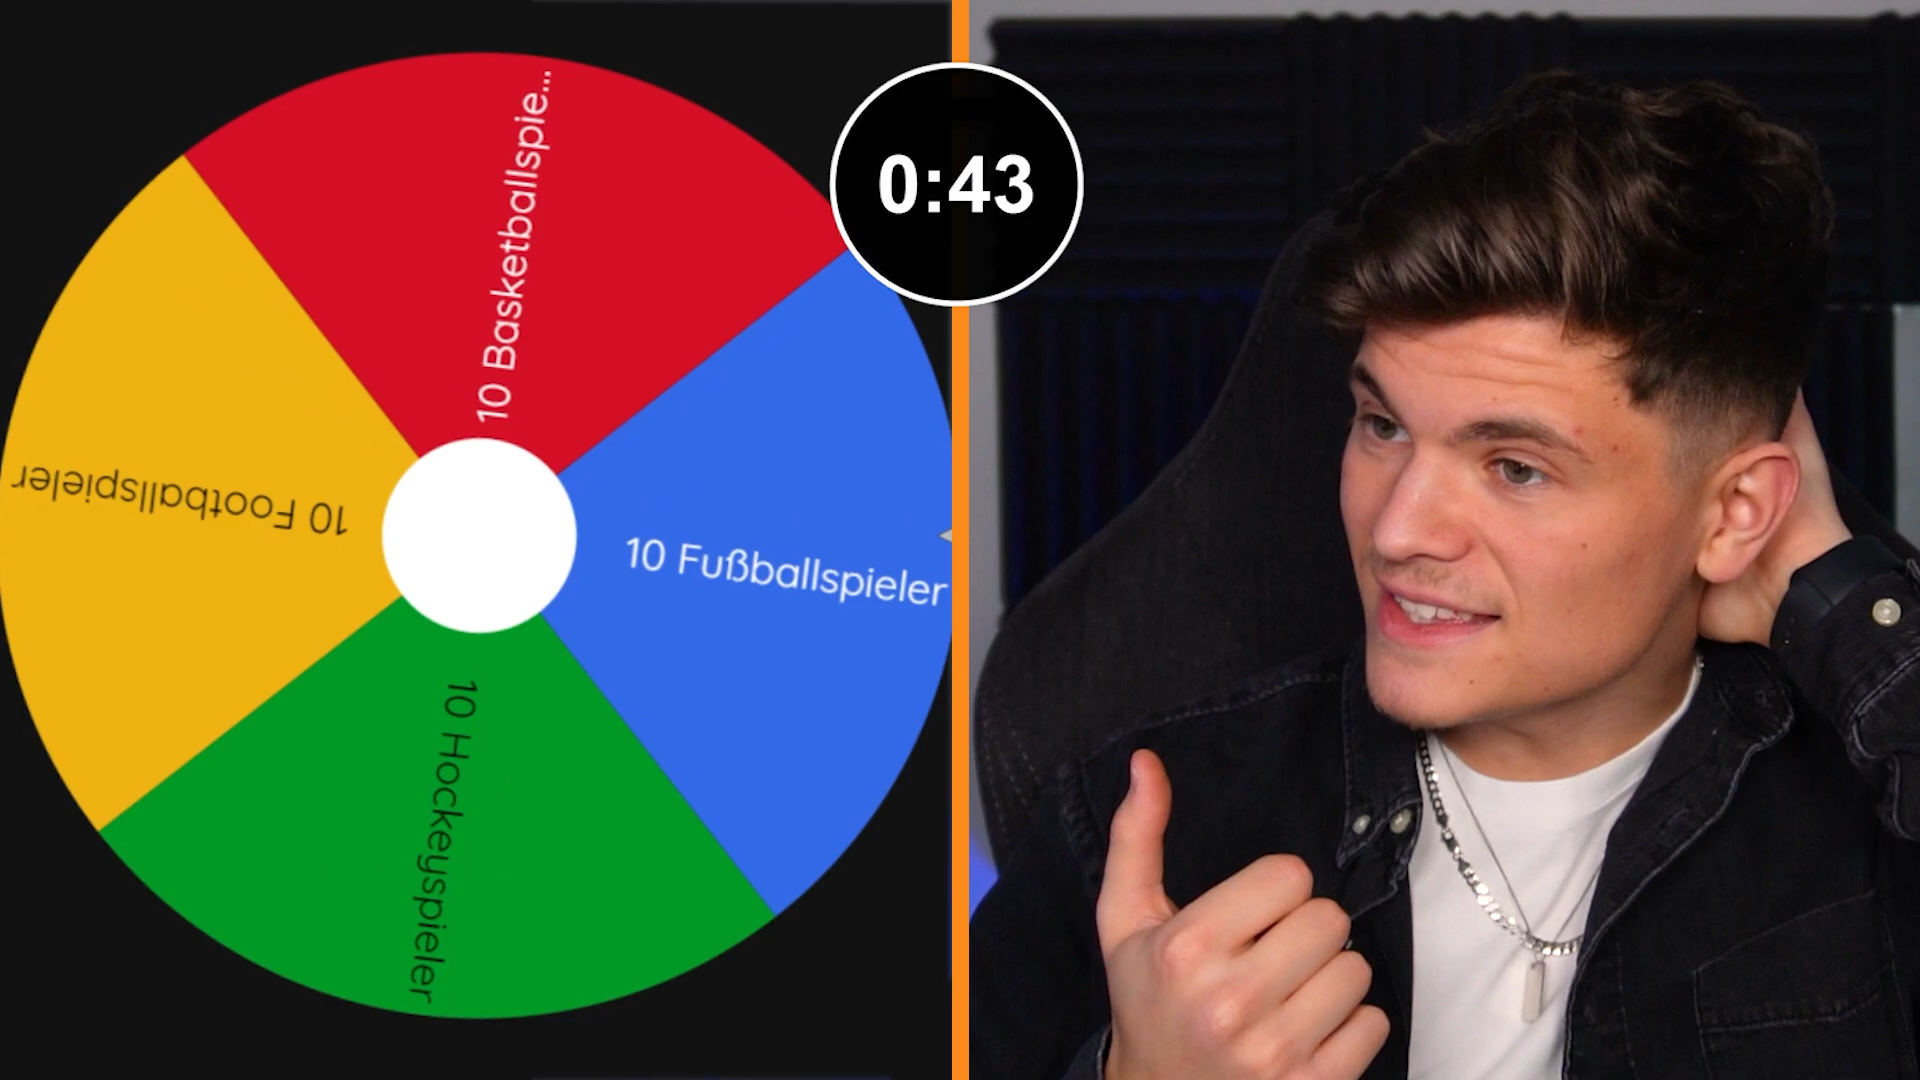 10 Basketballspie...
0:43
10 Footballspieler
10 Fußballspieler
10 Hockeyspieler